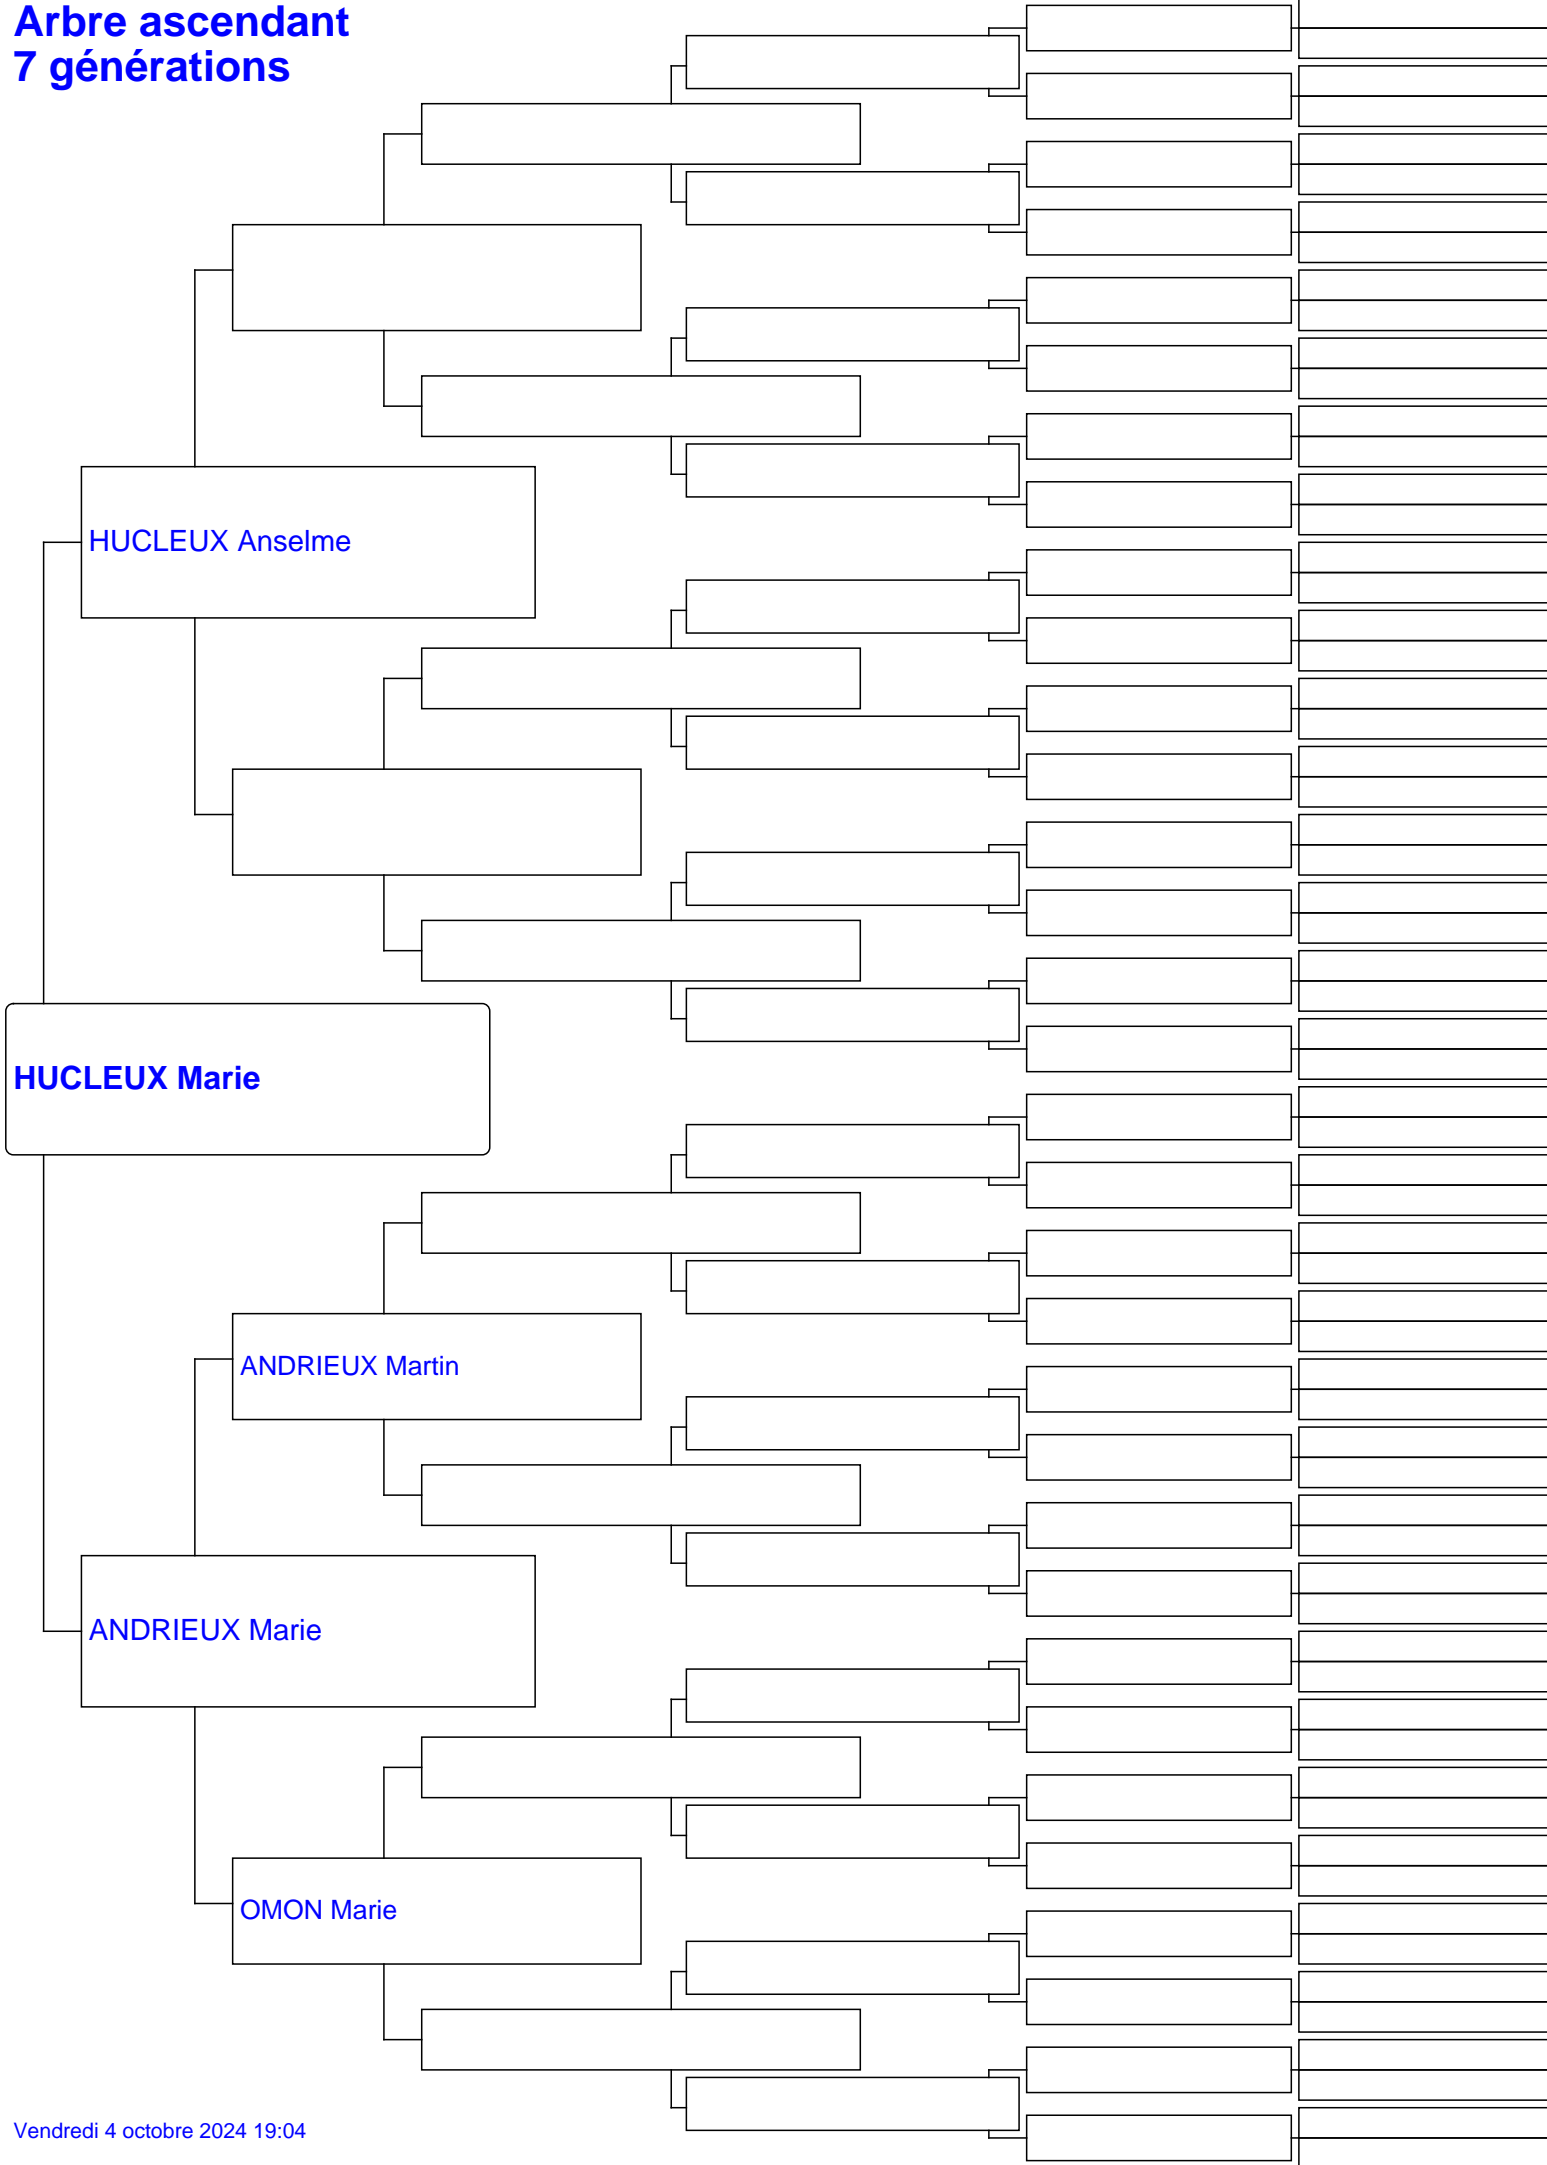 Arbre ascendant
7 générations
HUCLEUX Anselme
HUCLEUX Marie
ANDRIEUX Martin
ANDRIEUX Marie
OMON Marie
Vendredi 4 octobre 2024 19:04